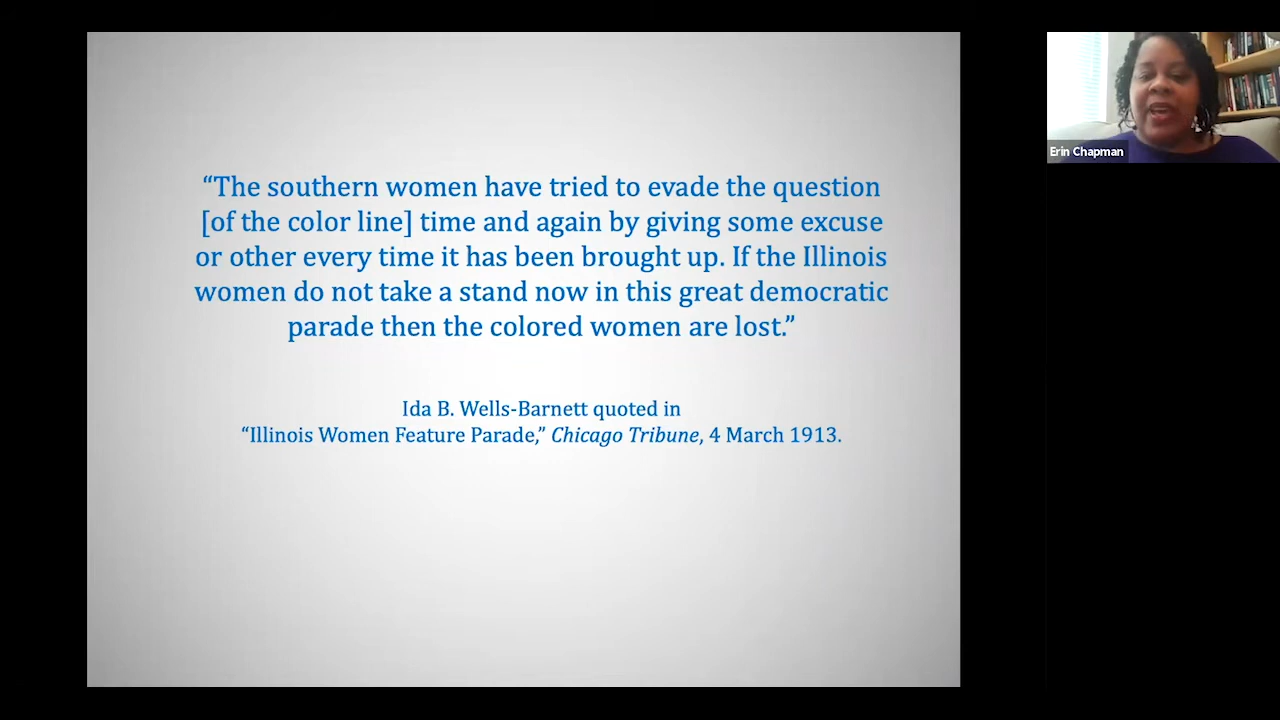 “The southern women have tried to evade the question
[of the color line] time and again by giving some excuse
or other every time it has been brought up. If the Illinois
women do not take a stand now in this great democratic
parade then the colored women are lost.”
Ida B. Wells-Barnett quoted in
“Illinois Women Feature Parade,” Chicago Tribune, 4 March 1913.
Erin Chapman